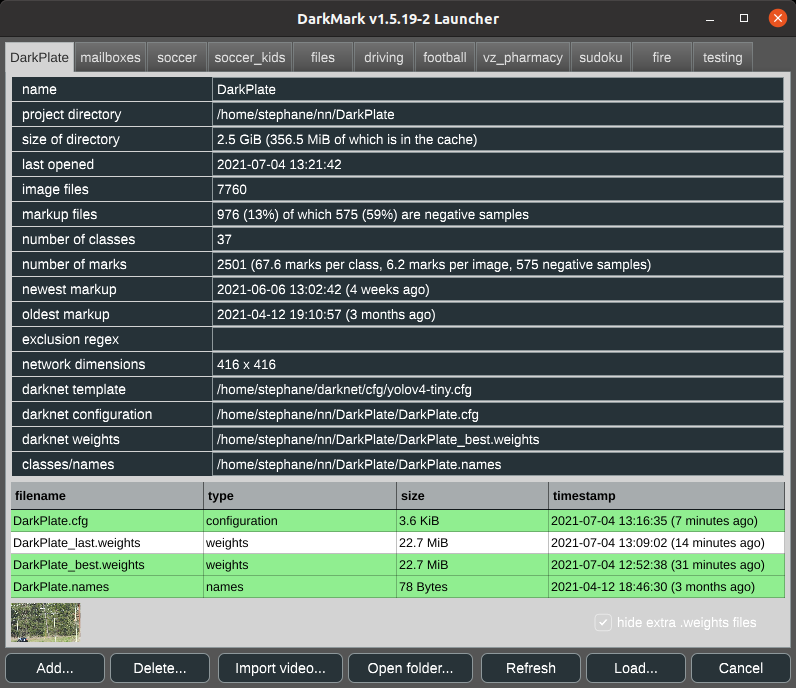 DarkMark v1.5.19-2 Launcher
DarkPlate mailboxes soccer soccer_kids files driving football vz_pharmacy sudoku fire testing
name DarkPlate
project directory /home/stephane/nn/DarkPlate
size of directory 2.5 GiB (356.5 MiB of which is in the cache)
last opened 2021-07-04 13:21:42
image files 7760
markup files 976 (13%) of which 575 (59%) are negative samples
number of classes 37
number of marks 2501 (67.6 marks per class, 6.2 marks per image, 575 negative samples)
newest markup 2021-06-06 13:02:42 (4 weeks ago)
oldest markup 2021-04-12 19:10:57 (3 months ago)
exclusion regex
network dimensions 416 x 416
darknet template /home/stephane/darknet/cfg/yolov4-tiny.cfg
darknet configuration /home/stephane/nn/DarkPlate/DarkPlate.cfg
darknet weights /home/stephane/nn/DarkPlate/DarkPlate_best.weights
classes/names /home/stephane/nn/DarkPlate/DarkPlate.names
filename type size timestamp
DarkPlate.cfg configuration 3.6 KiB 2021-07-04 13:16:35 (7 minutes ago)
DarkPlate_last.weights weights 22.7 MiB 2021-07-04 13:09:02 (14 minutes ago)
DarkPlate_best.weights weights 22.7 MiB 2021-07-04 12:52:38 (31 minutes ago)
DarkPlate.names names 78 Bytes 2021-04-12 18:46:30 (3 months ago)
hide extra .weights files
Add... Delete... Import video... Open folder... Refresh Load... Cancel